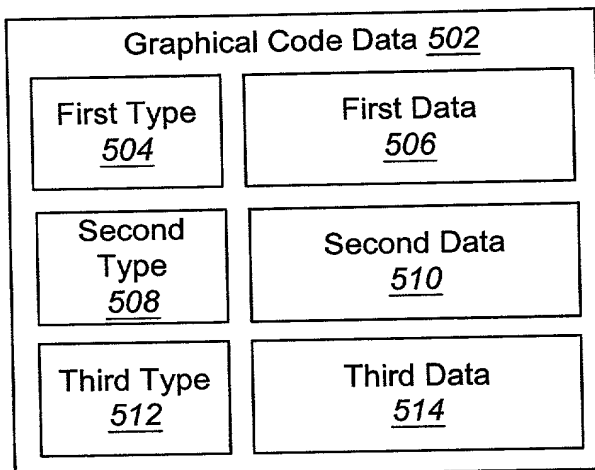 Graphical Code Data 502
First Type
504
First Data
506
Second
Type
508
Second Data
510
Third Type
512
Third Data
514